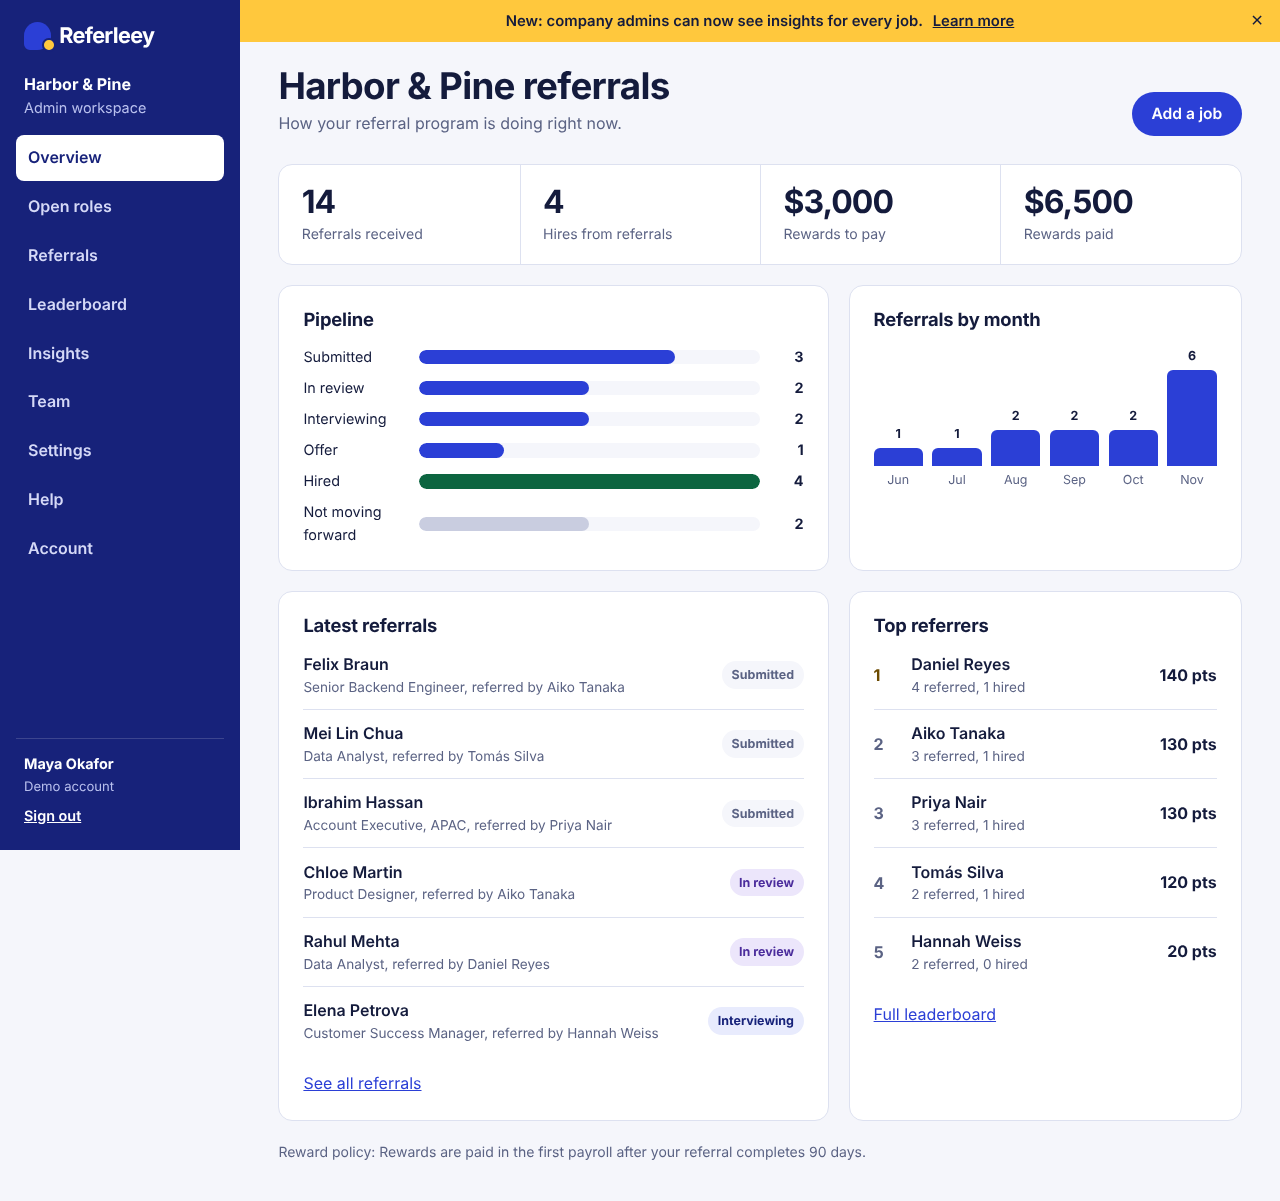 Referleey
Harbor & Pine
Admin workspace
Overview
Open roles
Referrals
Leaderboard
Insights
Team
Settings
Help
Account
Maya Okafor
Demo account
Sign out
New: company admins can now see insights for every job. Learn more ×
Harbor & Pine referrals
How your referral program is doing right now.
Add a job
14
Referrals received
4
Hires from referrals
$3,000
Rewards to pay
$6,500
Rewards paid
Pipeline
Submitted 3
In review 2
Interviewing 2
Offer 1
Hired 4
Not moving
forward 2
Referrals by month
1 1 2 2 2 6
Jun Jul Aug Sep Oct Nov
Latest referrals
Felix Braun
Senior Backend Engineer, referred by Aiko Tanaka
Submitted
Mei Lin Chua
Data Analyst, referred by Tomás Silva
Submitted
Ibrahim Hassan
Account Executive, APAC, referred by Priya Nair
Submitted
Chloe Martin
Product Designer, referred by Aiko Tanaka
In review
Rahul Mehta
Data Analyst, referred by Daniel Reyes
In review
Elena Petrova
Customer Success Manager, referred by Hannah Weiss
Interviewing
See all referrals
Top referrers
1 Daniel Reyes
4 referred, 1 hired
140 pts
2 Aiko Tanaka
3 referred, 1 hired
130 pts
3 Priya Nair
3 referred, 1 hired
130 pts
4 Tomás Silva
2 referred, 1 hired
120 pts
5 Hannah Weiss
2 referred, 0 hired
20 pts
Full leaderboard
Reward policy: Rewards are paid in the first payroll after your referral completes 90 days.